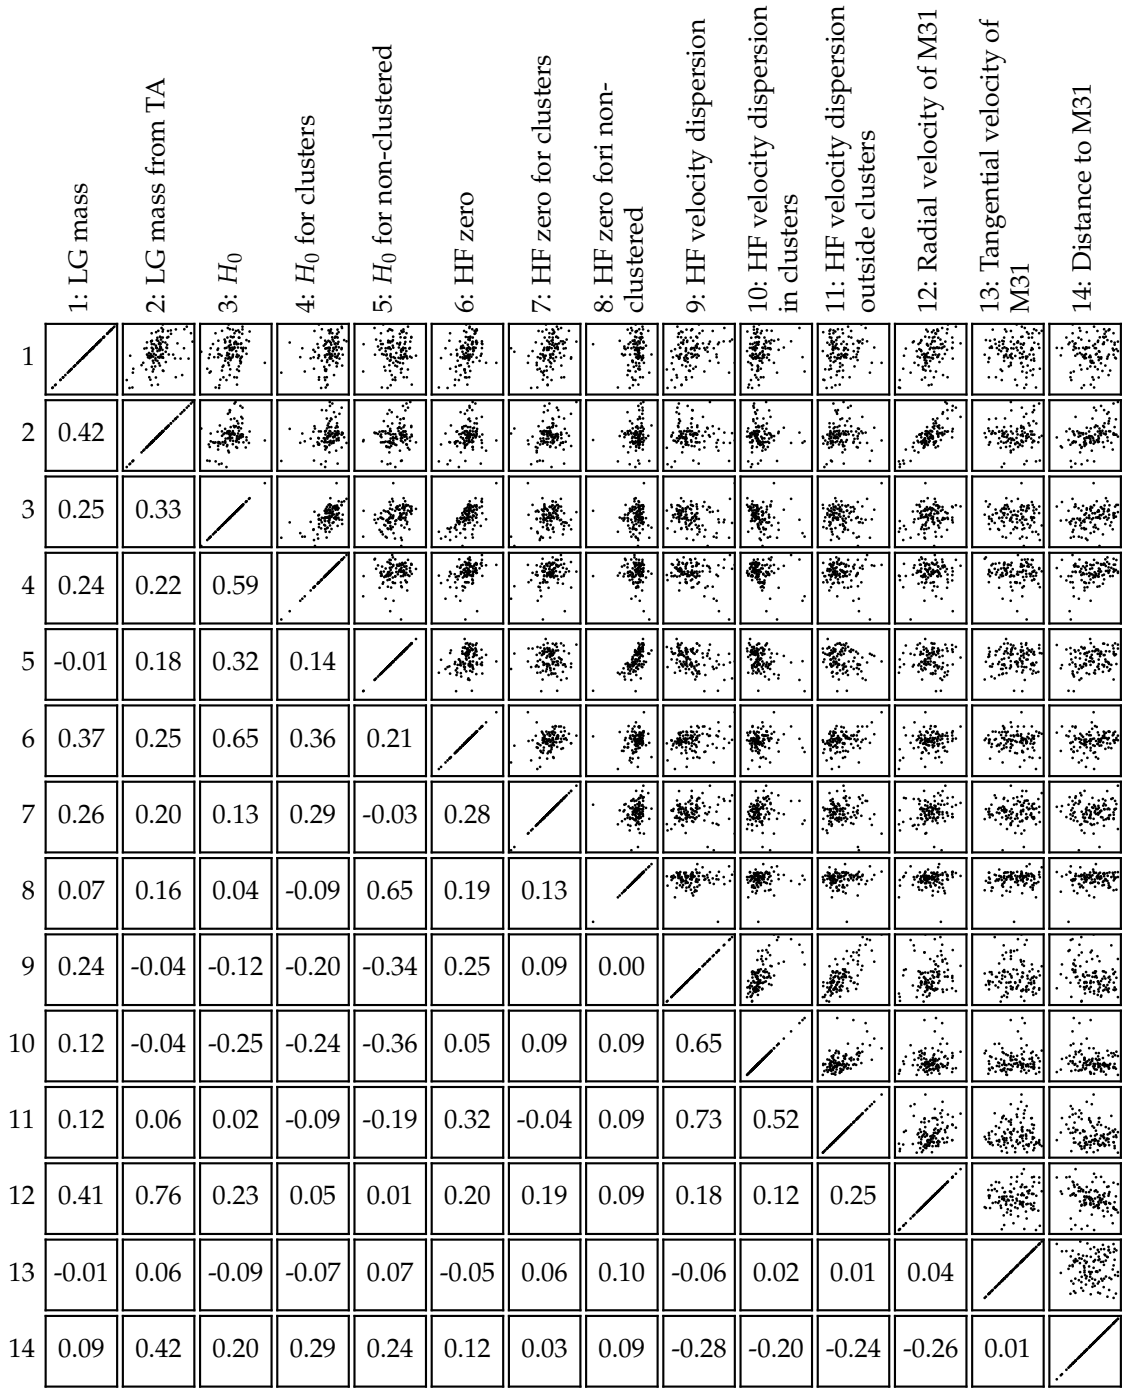 1: LG mass
2: LG mass from TA
3: H0
4: H0 for clusters
5: H0 for non-clustered
6: HF zero
7: HF zero for clusters
8: HF zero fori non-
clustered
9: HF velocity dispersion
10: HF velocity dispersion
in clusters
11: HF velocity dispersion
outside clusters
12: Radial velocity of M31
13: Tangential velocity of
M31
14: Distance to M31
1
2 0.42
3 0.25 0.33
4 0.24 0.22 0.59
5 -0.01 0.18 0.32 0.14
6 0.37 0.25 0.65 0.36 0.21
7 0.26 0.20 0.13 0.29 -0.03 0.28
8 0.07 0.16 0.04 -0.09 0.65 0.19 0.13
9 0.24 -0.04 -0.12 -0.20 -0.34 0.25 0.09 0.00
10 0.12 -0.04 -0.25 -0.24 -0.36 0.05 0.09 0.09 0.65
11 0.12 0.06 0.02 -0.09 -0.19 0.32 -0.04 0.09 0.73 0.52
12 0.41 0.76 0.23 0.05 0.01 0.20 0.19 0.09 0.18 0.12 0.25
13 -0.01 0.06 -0.09 -0.07 0.07 -0.05 0.06 0.10 -0.06 0.02 0.01 0.04
14 0.09 0.42 0.20 0.29 0.24 0.12 0.03 0.09 -0.28 -0.20 -0.24 -0.26 0.01